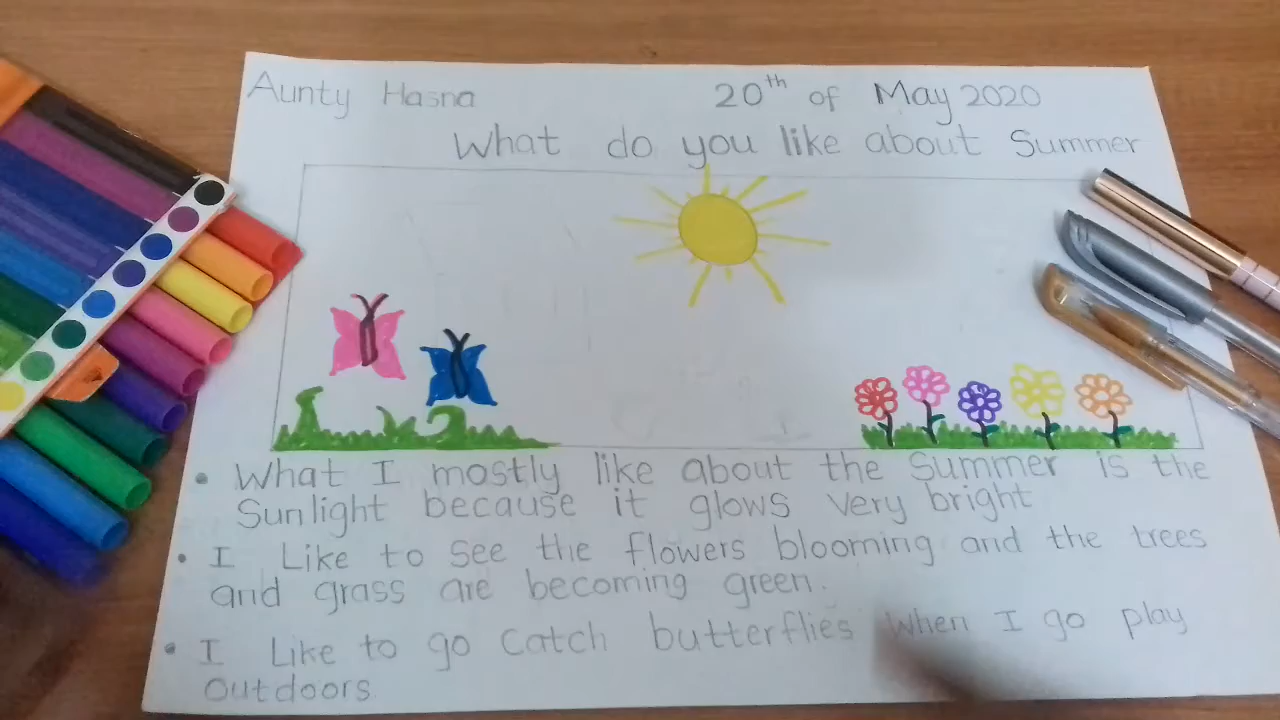 Aunty Hasna 20th of May 2020
What do you like about Summer
• What I mostly like about the Summer is the
Sunlight because it glows very bright
• I Like to see the flowers blooming and the trees
and grass are becoming green.
• I Like to go catch butterflies when I go play
outdoors